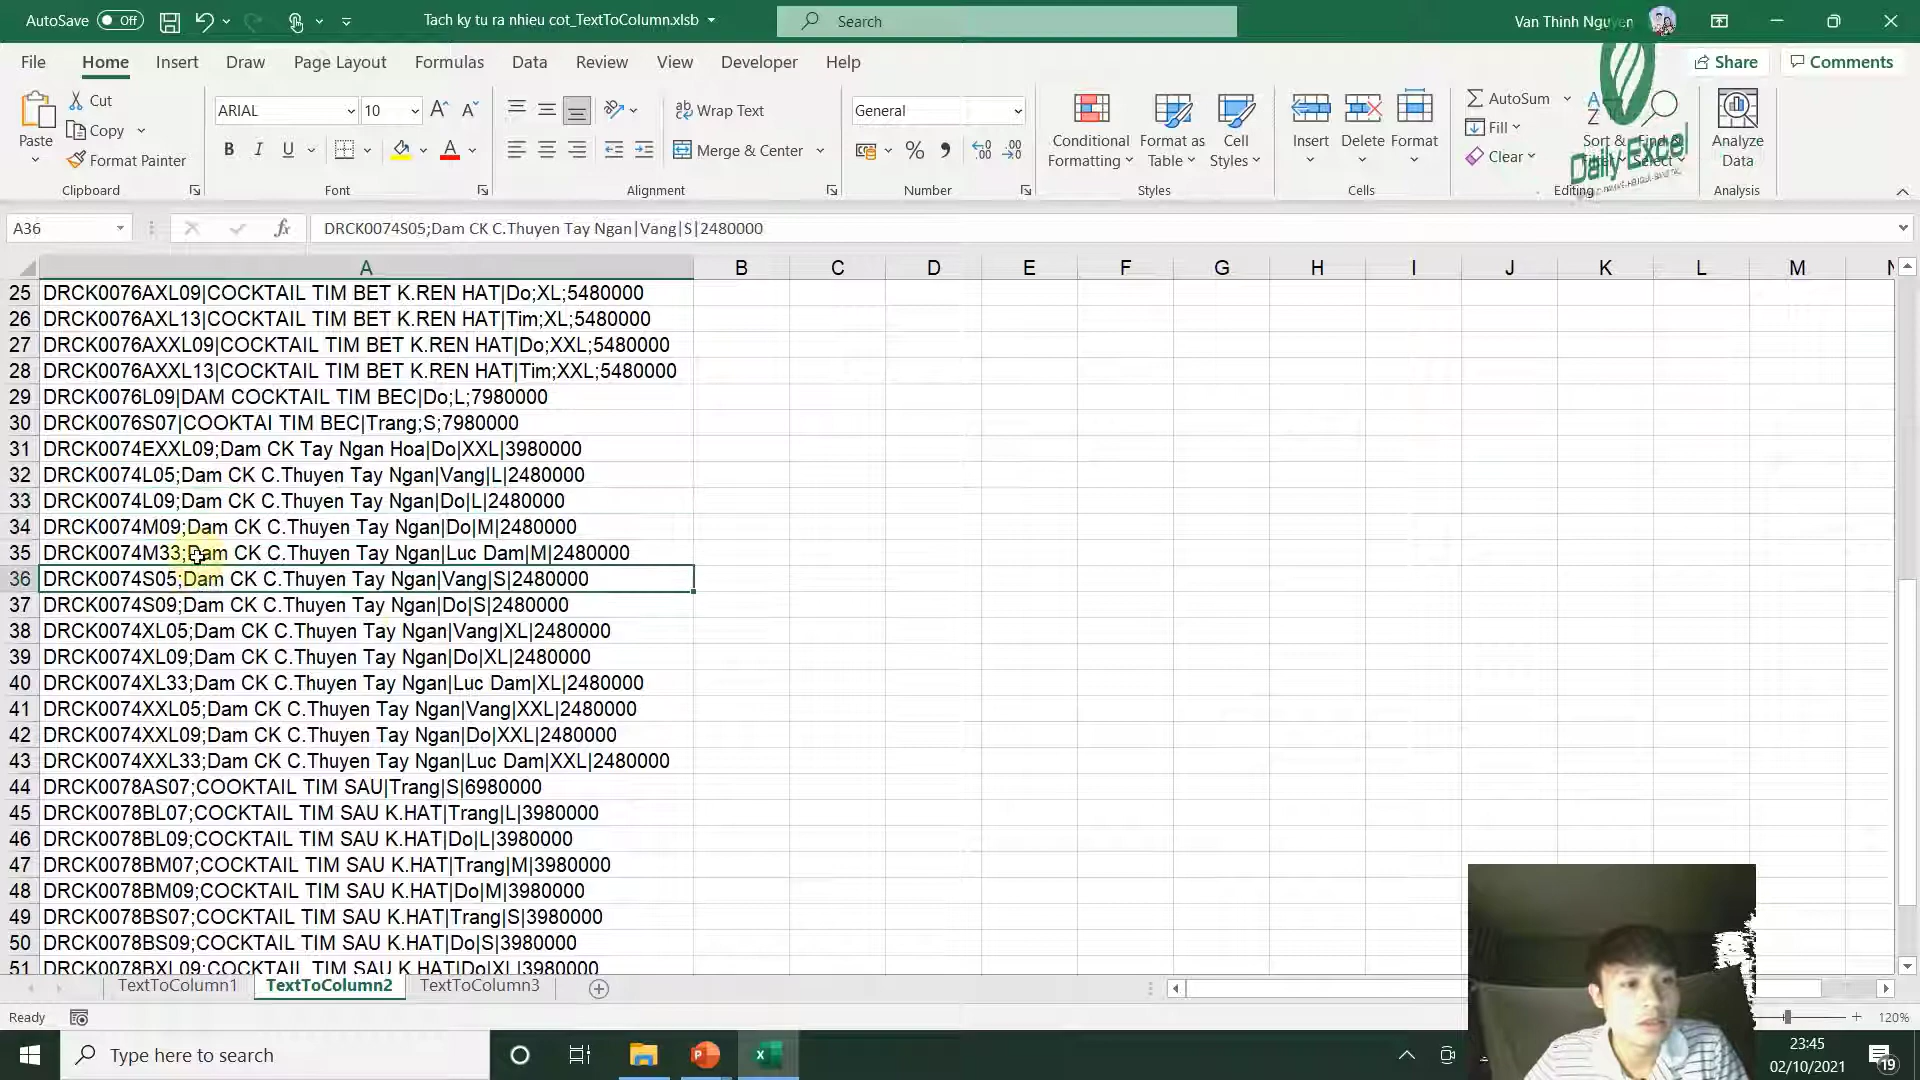 AutoSave Off Tach ky tu ra nhieu cot_TextToColumn.xlsb Search Van Thinh Nguyen
File Home Insert Draw Page Layout Formulas Data Review View Developer Help Share Comments
Paste
Cut
Copy
Format Painter
Clipboard
ARIAL 10
B I U
Font
Wrap Text
Merge & Center
Alignment
General
Number
Conditional Formatting
Format as Table
Cell Styles
Styles
Insert
Delete
Format
Cells
AutoSum
Fill
Clear
Sort &
Find &
Select
Editing
Daily Excel
Analyze Data
Analysis
A36 fx DRCK0074S05;Dam CK C.Thuyen Tay Ngan|Vang|S|2480000
A B C D E F G H I J K L M N
25 DRCK0076AXL09|COCKTAIL TIM BET K.REN HAT|Do;XL;5480000
26 DRCK0076AXL13|COCKTAIL TIM BET K.REN HAT|Tim;XL;5480000
27 DRCK0076AXXL09|COCKTAIL TIM BET K.REN HAT|Do;XXL;5480000
28 DRCK0076AXXL13|COCKTAIL TIM BET K.REN HAT|Tim;XXL;5480000
29 DRCK0076L09|DAM COCKTAIL TIM BEC|Do;L;7980000
30 DRCK0076S07|COOKTAI TIM BEC|Trang;S;7980000
31 DRCK0074EXXL09;Dam CK Tay Ngan Hoa|Do|XXL|3980000
32 DRCK0074L05;Dam CK C.Thuyen Tay Ngan|Vang|L|2480000
33 DRCK0074L09;Dam CK C.Thuyen Tay Ngan|Do|L|2480000
34 DRCK0074M09;Dam CK C.Thuyen Tay Ngan|Do|M|2480000
35 DRCK0074M33;Dam CK C.Thuyen Tay Ngan|Luc Dam|M|2480000
36 DRCK0074S05;Dam CK C.Thuyen Tay Ngan|Vang|S|2480000
37 DRCK0074S09;Dam CK C.Thuyen Tay Ngan|Do|S|2480000
38 DRCK0074XL05;Dam CK C.Thuyen Tay Ngan|Vang|XL|2480000
39 DRCK0074XL09;Dam CK C.Thuyen Tay Ngan|Do|XL|2480000
40 DRCK0074XL33;Dam CK C.Thuyen Tay Ngan|Luc Dam|XL|2480000
41 DRCK0074XXL05;Dam CK C.Thuyen Tay Ngan|Vang|XXL|2480000
42 DRCK0074XXL09;Dam CK C.Thuyen Tay Ngan|Do|XXL|2480000
43 DRCK0074XXL33;Dam CK C.Thuyen Tay Ngan|Luc Dam|XXL|2480000
44 DRCK0078AS07;COOKTAIL TIM SAU|Trang|S|6980000
45 DRCK0078BL07;COCKTAIL TIM SAU K.HAT|Trang|L|3980000
46 DRCK0078BL09;COCKTAIL TIM SAU K.HAT|Do|L|3980000
47 DRCK0078BM07;COCKTAIL TIM SAU K.HAT|Trang|M|3980000
48 DRCK0078BM09;COCKTAIL TIM SAU K.HAT|Do|M|3980000
49 DRCK0078BS07;COCKTAIL TIM SAU K.HAT|Trang|S|3980000
50 DRCK0078BS09;COCKTAIL TIM SAU K.HAT|Do|S|3980000
51 DRCK0078BXL09;COCKTAIL TIM SAU K.HAT|Do|XL|3980000
TextToColumn1 TextToColumn2 TextToColumn3
Ready 120%
Type here to search 23:45
02/10/2021 19